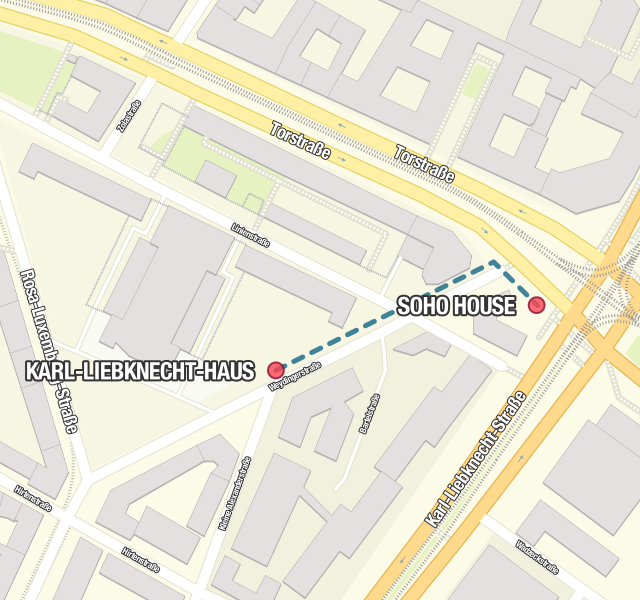 Zolastraße
Torstraße
Torstraße
Linienstraße
SOHO HOUSE
Rosa-Luxemburg-Straße
KARL-LIEBKNECHT-HAUS
Weydingerstraße
Bartelstraße
Karl-Liebknecht-Straße
Kleine Alexanderstraße
Hirtenstraße
Hirtenstraße
Wadzeckstraße